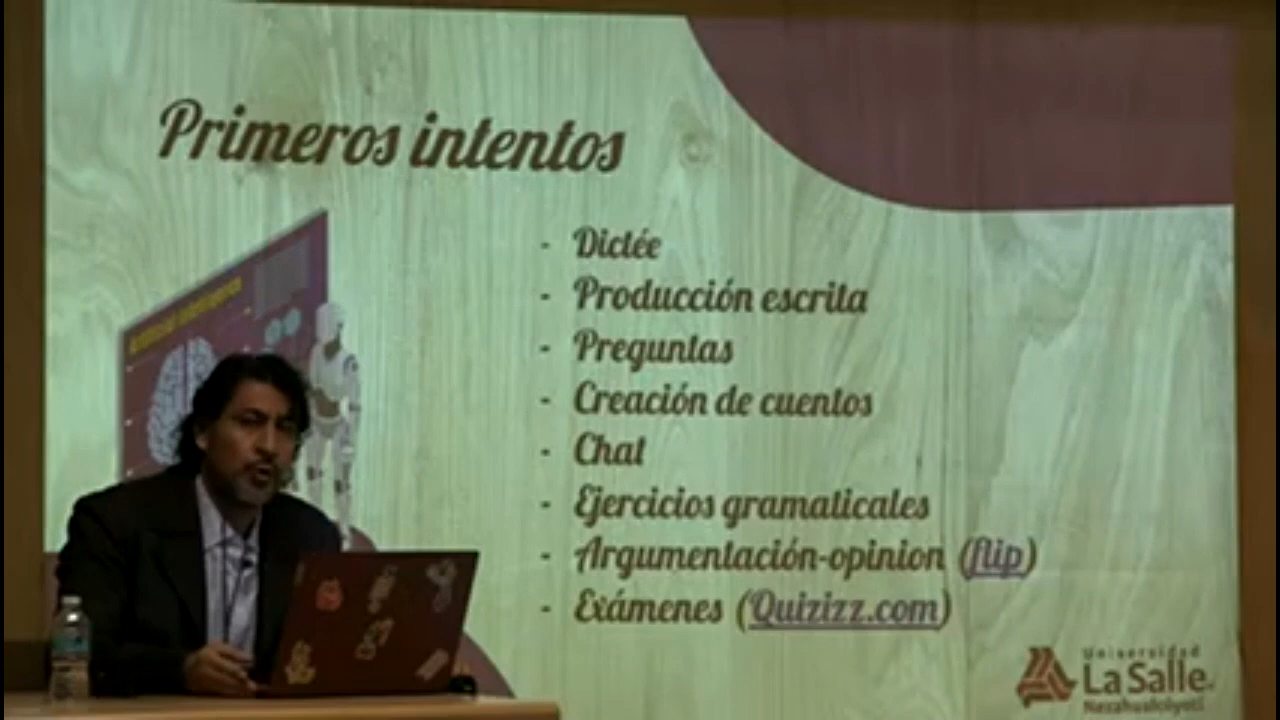 Primeros intentos
- Dictée
- Producción escrita
- Preguntas
- Creación de cuentos
- Chat
- Ejercicios gramaticales
- Argumentación-opinion (flip)
- Exámenes (Quizizz.com)
Universidad
La Salle
Nezahualcóyotl